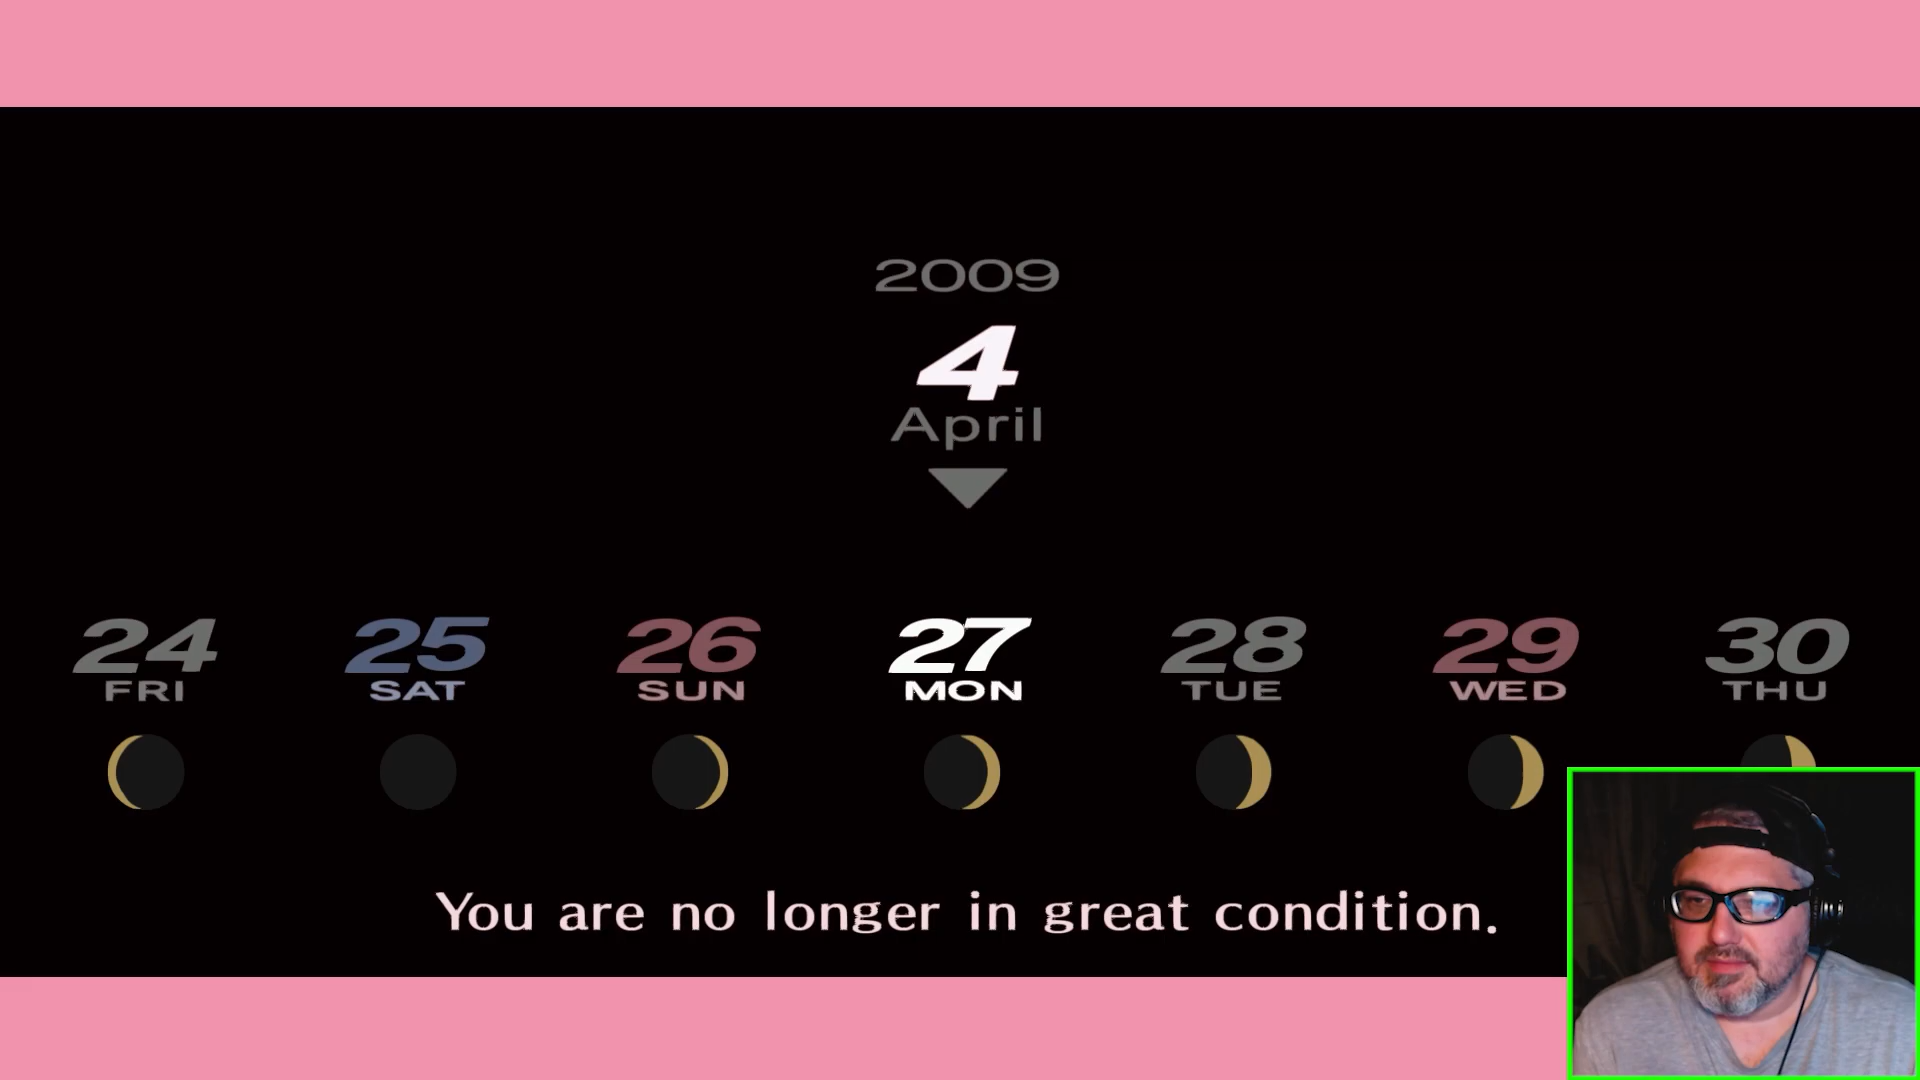 2009
4
April
24 25 26 27 28 29 30
FRI SAT SUN MON TUE WED THU
You are no longer in great condition.